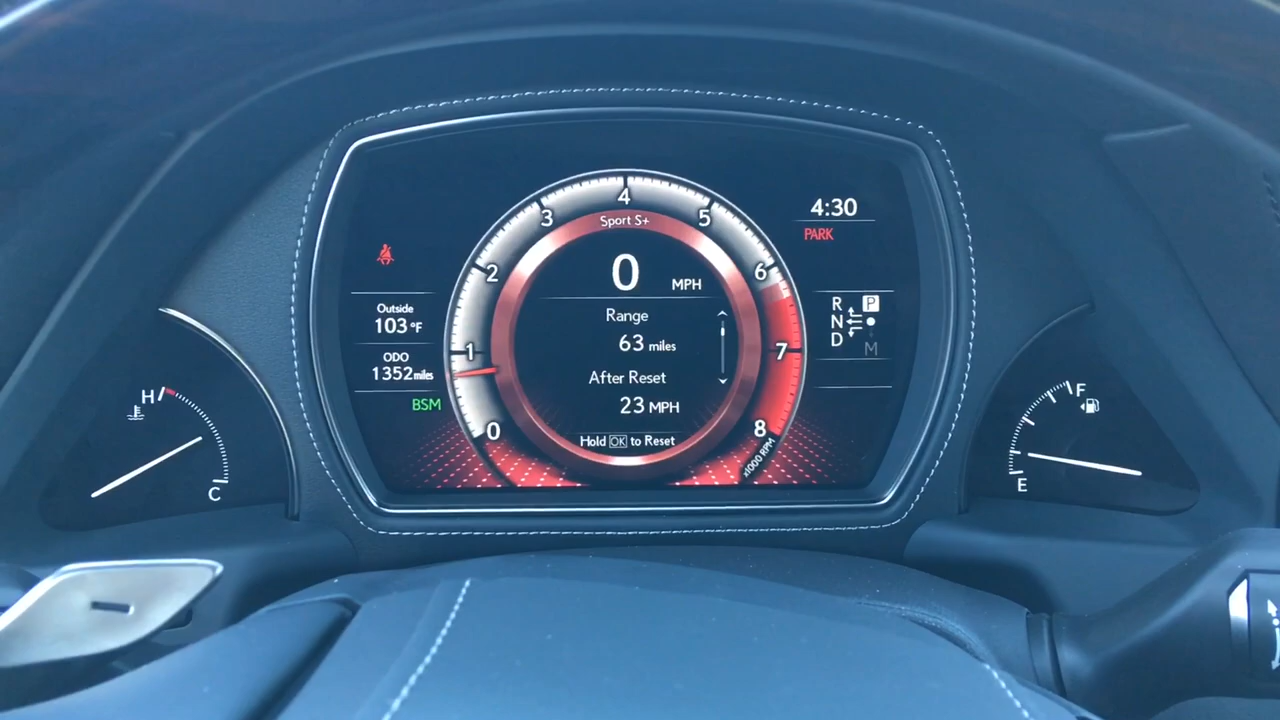 4:30
PARK
Outside
103 °F
ODO
1352 miles
BSM
0
1
2
3
4
5
6
7
8
x1000 RPM
Sport S+
0 MPH
Range
63 miles
After Reset
23 MPH
Hold OK to Reset
R P
N
D M
H
C
F
E